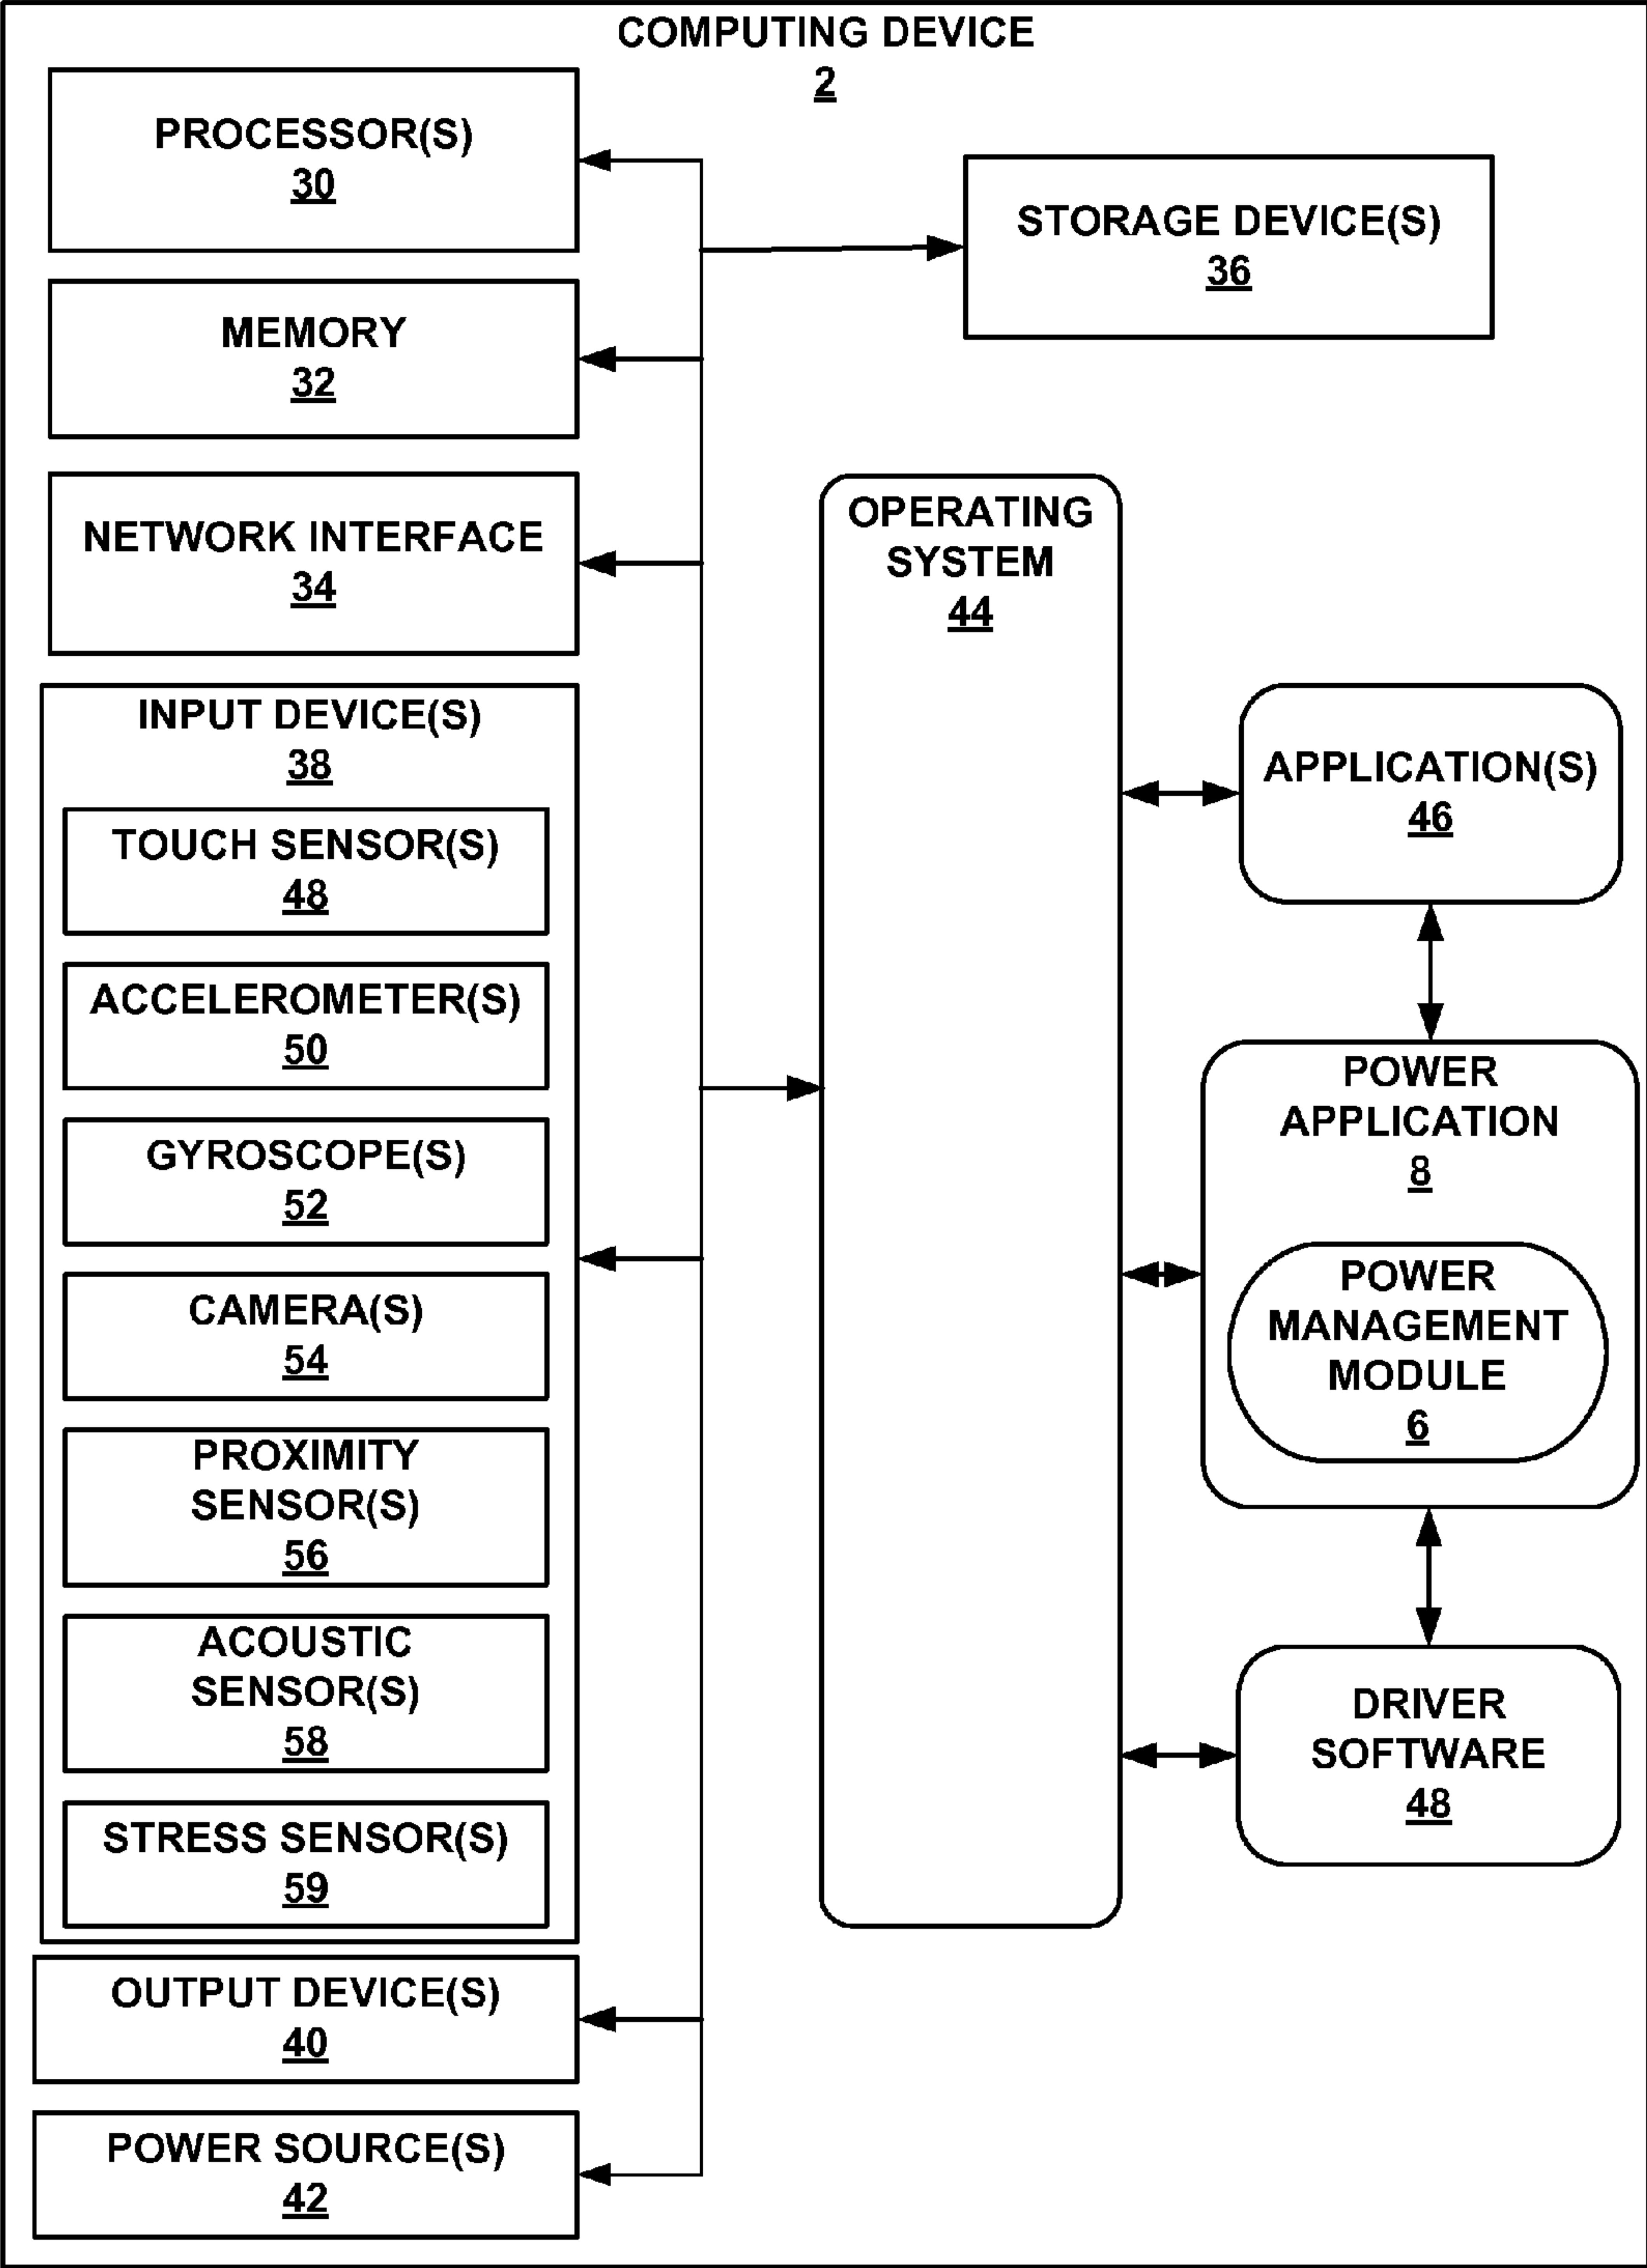 COMPUTING DEVICE
2
PROCESSOR(S)
30
STORAGE DEVICE(S)
36
MEMORY
32
NETWORK INTERFACE
34
INPUT DEVICE(S)
38
TOUCH SENSOR(S)
48
ACCELEROMETER(S)
50
GYROSCOPE(S)
52
CAMERA(S)
54
PROXIMITY
SENSOR(S)
56
ACOUSTIC
SENSOR(S)
58
STRESS SENSOR(S)
59
OUTPUT DEVICE(S)
40
POWER SOURCE(S)
42
OPERATING
SYSTEM
44
APPLICATION(S)
46
POWER
APPLICATION
8
POWER
MANAGEMENT
MODULE
6
DRIVER
SOFTWARE
48